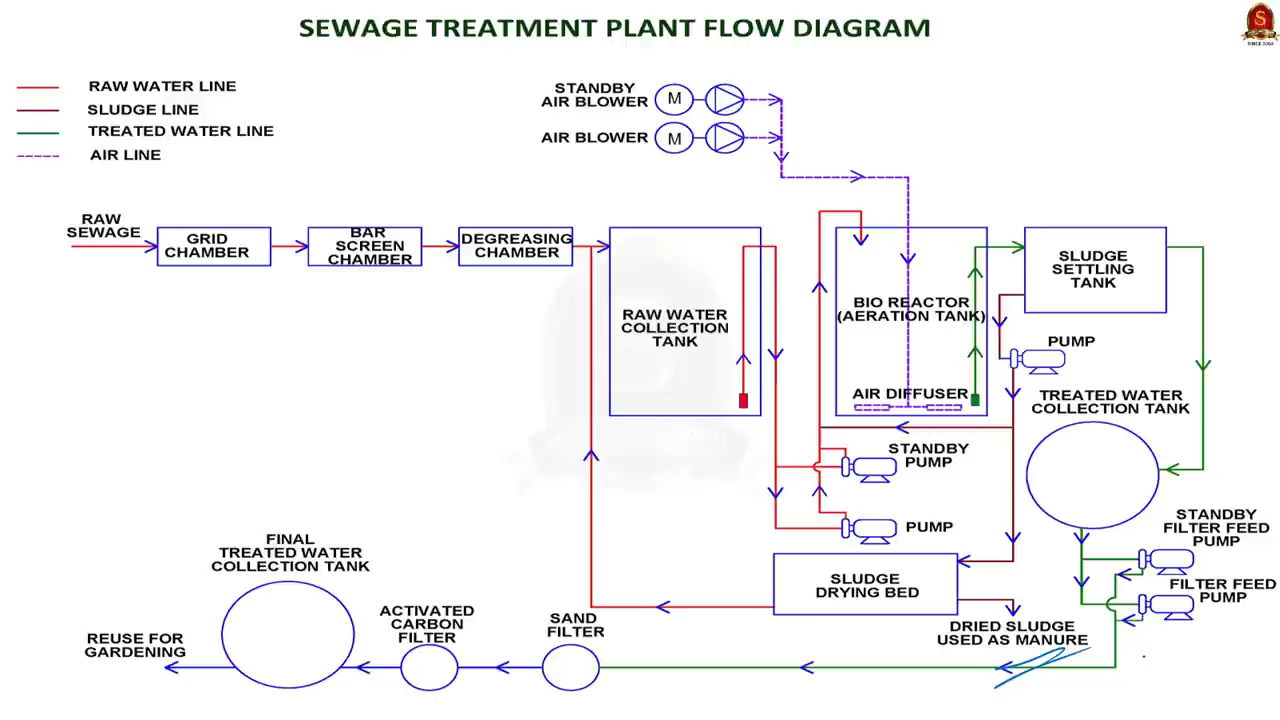 SEWAGE TREATMENT PLANT FLOW DIAGRAM
S
SINCE 2004
RAW WATER LINE
SLUDGE LINE
TREATED WATER LINE
AIR LINE
STANDBY
AIR BLOWER
M
AIR BLOWER
M
RAW
SEWAGE
GRID
CHAMBER
BAR
SCREEN
CHAMBER
DEGREASING
CHAMBER
RAW WATER
COLLECTION
TANK
BIO REACTOR
(AERATION TANK)
AIR DIFFUSER
SLUDGE
SETTLING
TANK
PUMP
TREATED WATER
COLLECTION TANK
STANDBY
PUMP
PUMP
STANDBY
FILTER FEED
PUMP
FILTER FEED
PUMP
SLUDGE
DRYING BED
DRIED SLUDGE
USED AS MANURE
SAND
FILTER
ACTIVATED
CARBON
FILTER
FINAL
TREATED WATER
COLLECTION TANK
REUSE FOR
GARDENING